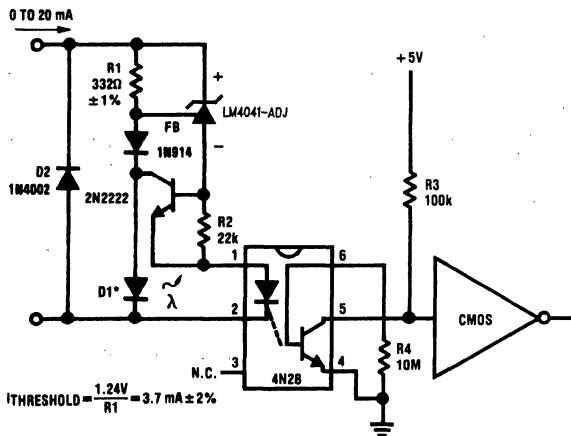 0 TO 20 mA
+5V
R1
332Ω
±1%
+
LM4041-ADJ
FB
−
1N914
D2
1N4002
2N2222
R2
22k
R3
100k
1
6
D1*
λ
2
5
CMOS
N.C.
3
4
4N28
R4
10M
ITHRESHOLD = 1.24V / R1 = 3.7 mA ± 2%